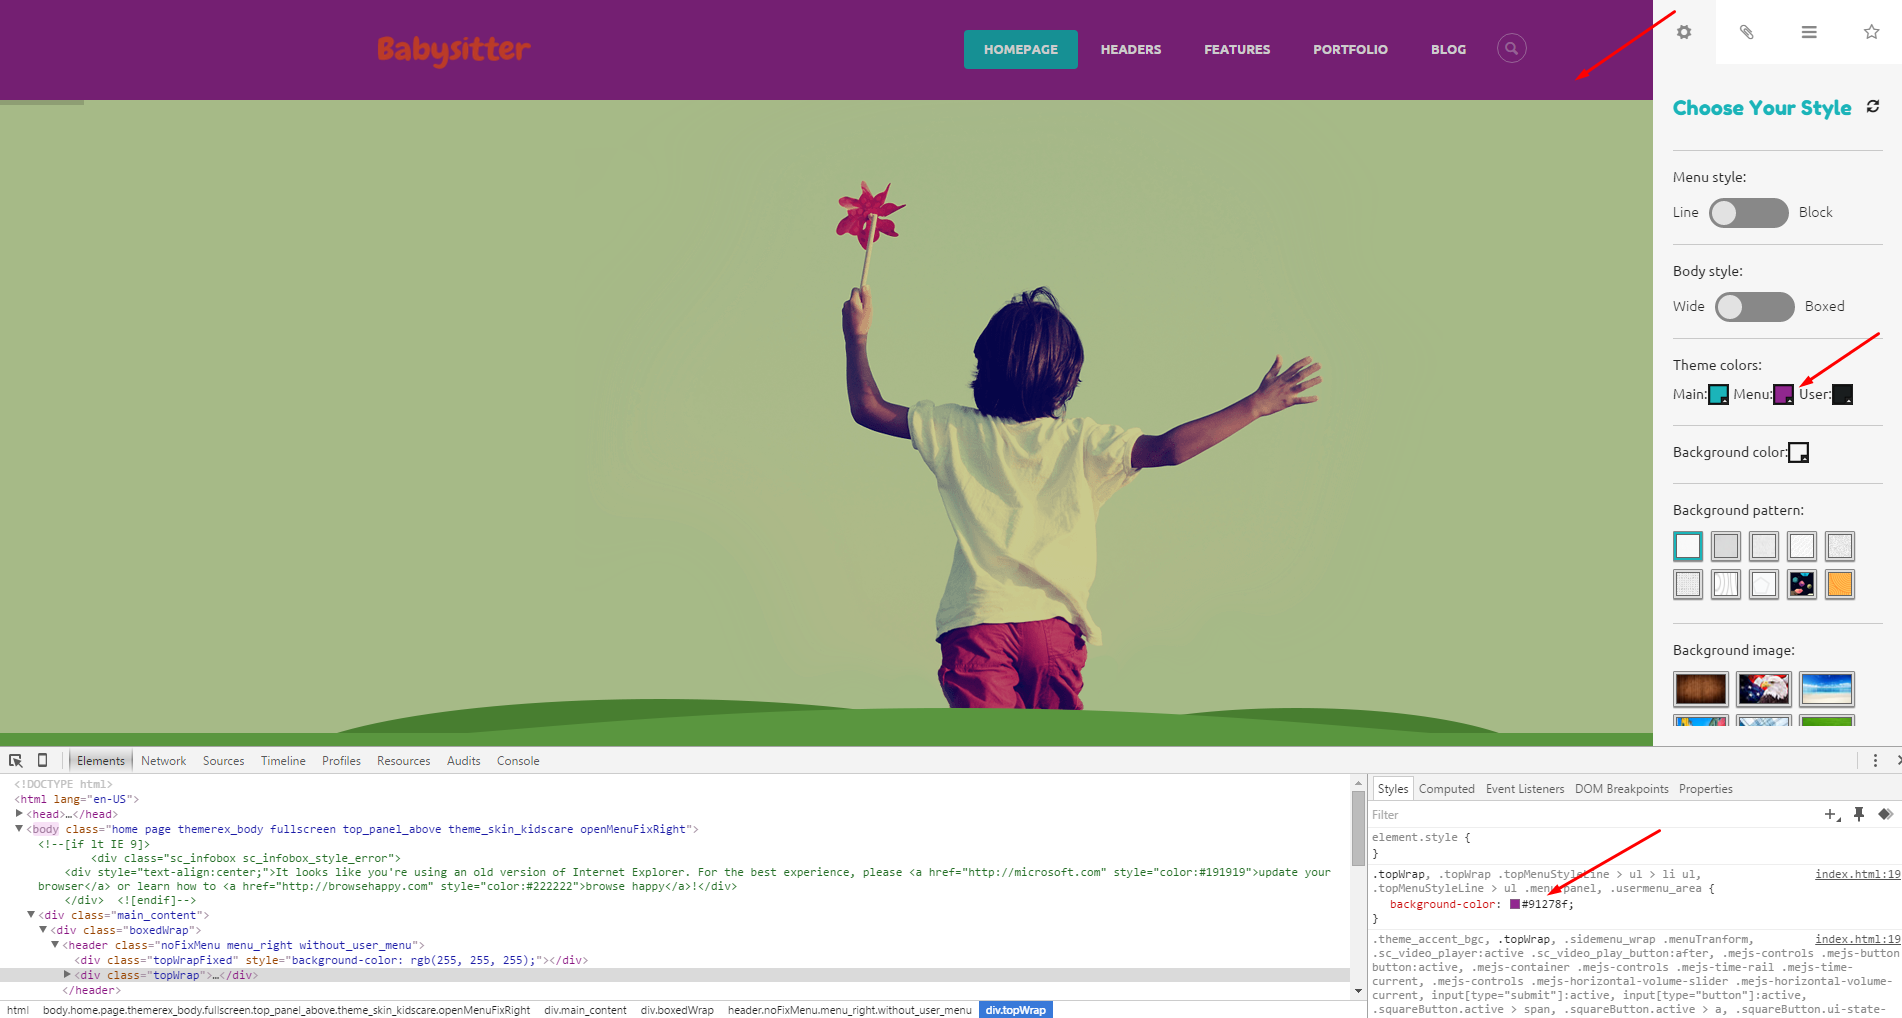 Babysitter
HOMEPAGE HEADERS FEATURES PORTFOLIO BLOG
Choose Your Style
Menu style:
Line Block
Body style:
Wide Boxed
Theme colors:
Main: Menu: User:
Background color:
Background pattern:
Background image:
Elements Network Sources Timeline Profiles Resources Audits Console
<!DOCTYPE html>
<html lang="en-US">
<head>…</head>
<body class="home page themerex_body fullscreen top_panel_above theme_skin_kidscare openMenuFixRight">
<!--[if lt IE 9]>
<div class="sc_infobox sc_infobox_style_error">
<div style="text-align:center;">It looks like you're using an old version of Internet Explorer. For the best experience, please <a href="http://microsoft.com" style="color:#191919">update your
browser</a> or learn how to <a href="http://browsehappy.com" style="color:#222222">browse happy</a>!</div>
</div> <![endif]-->
<div class="main_content">
<div class="boxedWrap">
<header class="noFixMenu menu_right without_user_menu">
<div class="topWrapFixed" style="background-color: rgb(255, 255, 255);"></div>
<div class="topWrap">…</div>
</header>
html body.home.page.themerex_body.fullscreen.top_panel_above.theme_skin_kidscare.openMenuFixRight div.main_content div.boxedWrap header.noFixMenu.menu_right.without_user_menu div.topWrap
Styles Computed Event Listeners DOM Breakpoints Properties
Filter
element.style {
}
.topWrap, .topWrap .topMenuStyleLine > ul > li ul, index.html:19
.topMenuStyleLine > ul .menu panel, .usermenu_area {
background-color: #91278f;
}
.theme_accent_bgc, .topWrap, .sidemenu_wrap .menuTranform, index.html:19
.sc_video_player:active .sc_video_play_button:after, .mejs-controls .mejs-button
button:active, .mejs-container .mejs-controls .mejs-time-rail .mejs-time-
current, .mejs-controls .mejs-horizontal-volume-slider .mejs-horizontal-volume-
current, input[type="submit"]:active, input[type="button"]:active,
.squareButton.active > span, .squareButton.active > a, .squareButton.ui-state-